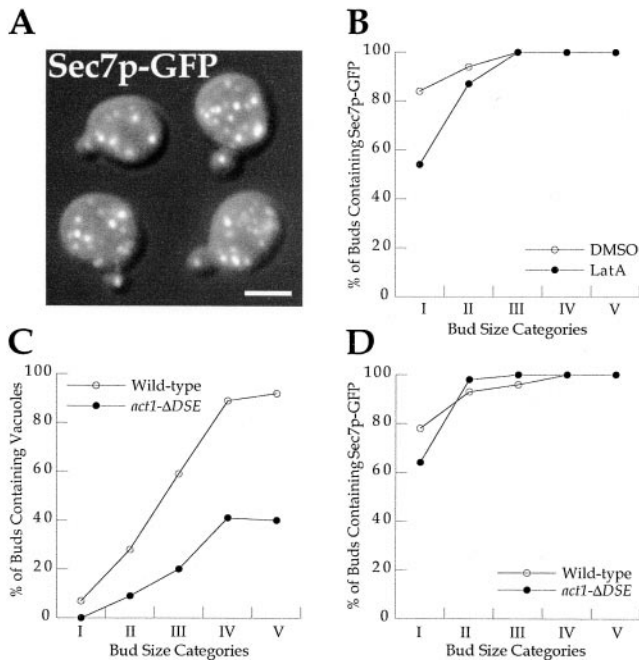 A
Sec7p-GFP
B
100
80
60
40
20
0
% of Buds Containing Sec7p-GFP
DMSO
LatA
I II III IV V
Bud Size Categories
C
100
80
60
40
20
0
% of Buds Containing Vacuoles
Wild-type
act1-ΔDSE
I II III IV V
Bud Size Categories
D
100
80
60
40
20
0
% of Buds Containing Sec7p-GFP
Wild-type
act1-ΔDSE
I II III IV V
Bud Size Categories